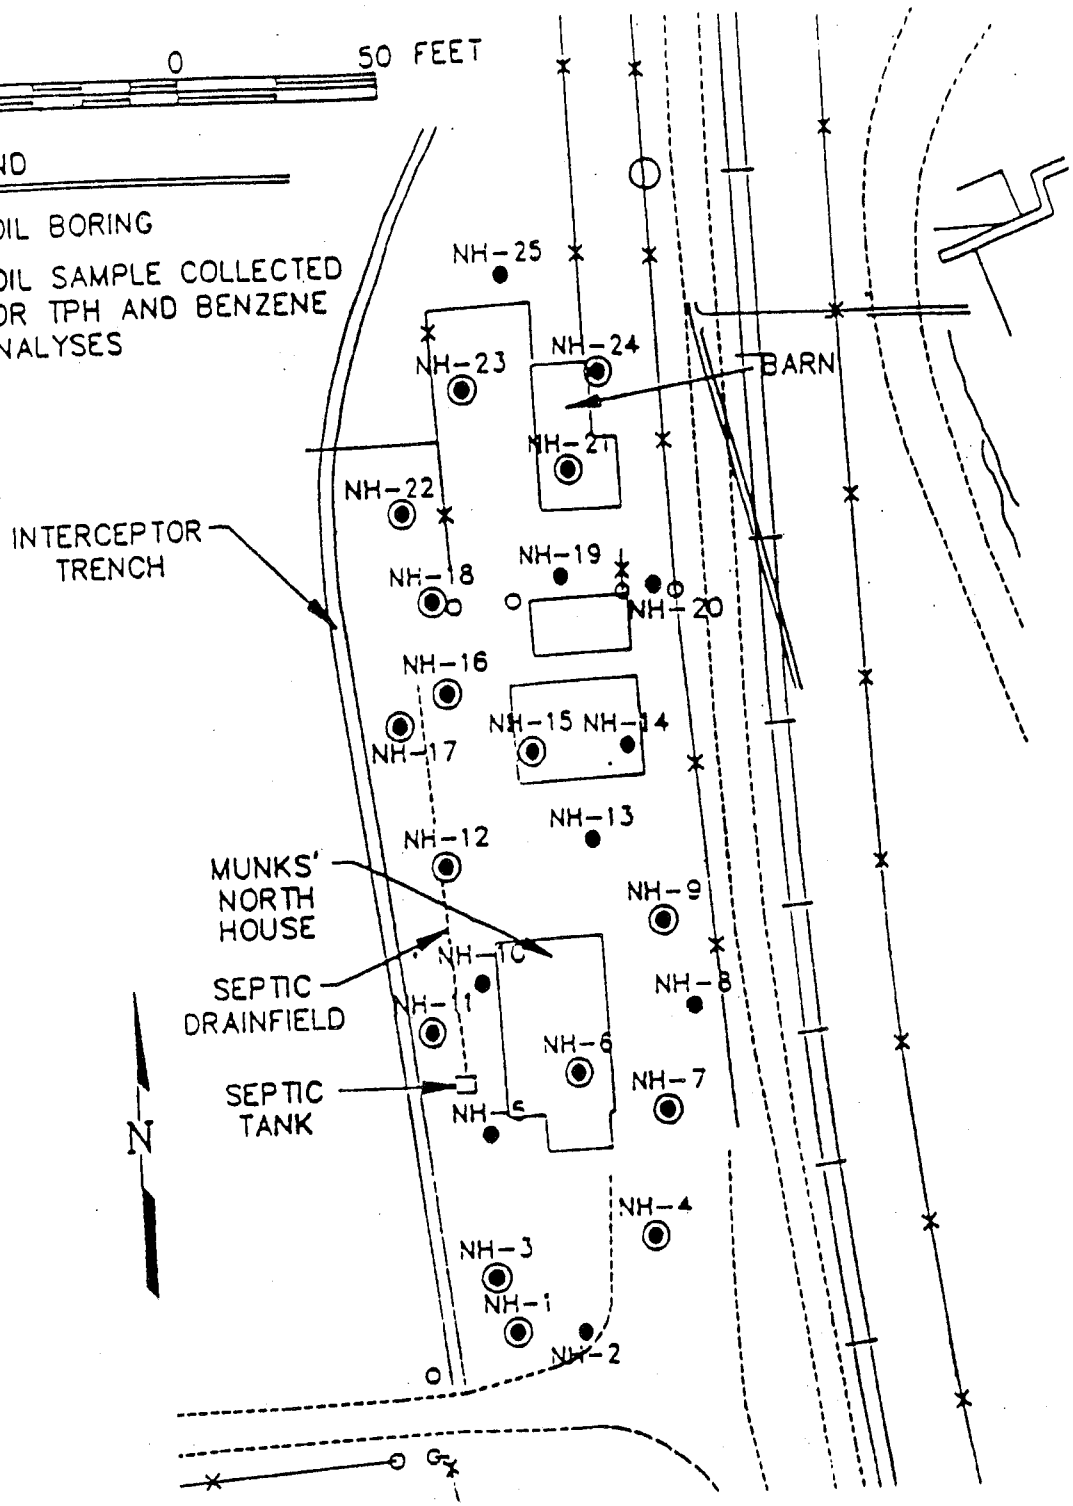 0
50 FEET
ND
OIL BORING
OIL SAMPLE COLLECTED
OR TPH AND BENZENE
NALYSES
NH-25
NH-24
NH-23
BARN
NH-21
NH-22
INTERCEPTOR
TRENCH
NH-19
NH-18
NH-20
NH-16
NH-15
NH-14
NH-17
NH-13
NH-12
MUNKS'
NORTH
HOUSE
NH-9
NH-10
SEPTIC
DRAINFIELD
NH-8
NH-11
NH-6
NH-7
SEPTIC
TANK
NH-5
N
NH-4
NH-3
NH-1
NH-2
G-